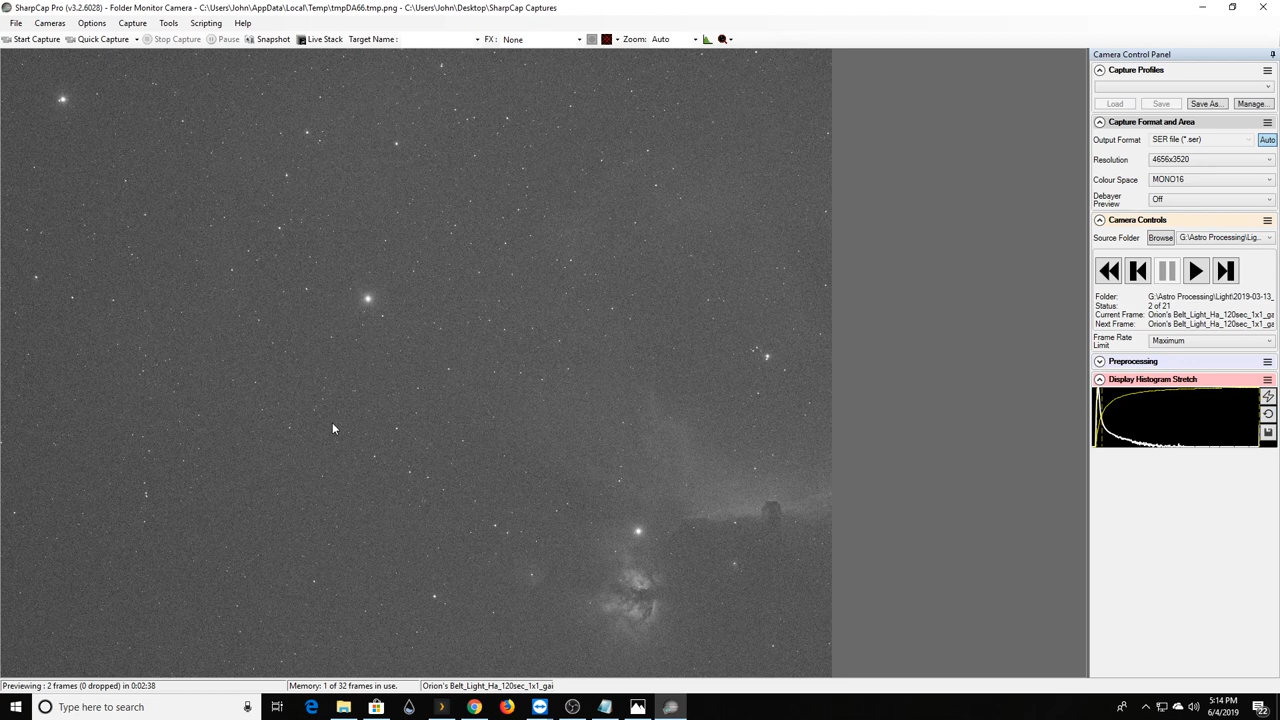 SharpCap Pro (v3.2.6028) - Folder Monitor Camera - C:\Users\John\AppData\Local\Temp\tmpDA66.tmp.png - C:\Users\John\Desktop\SharpCap Captures
File Cameras Options Capture Tools Scripting Help
Start Capture Quick Capture Stop Capture Pause Snapshot Live Stack Target Name : FX : None Zoom: Auto
Camera Control Panel
Capture Profiles
Load Save Save As... Manage...
Capture Format and Area
Output Format SER file (*.ser) Auto
Resolution 4656x3520
Colour Space MONO16
Debayer Preview Off
Camera Controls
Source Folder Browse G:\Astro Processing\Lig...
Folder: G:\Astro Processing\Light\2019-03-13_
Status: 2 of 21
Current Frame: Orion's Belt_Light_Ha_120sec_1x1_ga
Next Frame: Orion's Belt_Light_Ha_120sec_1x1_ga
Frame Rate Limit Maximum
Preprocessing
Display Histogram Stretch
Previewing : 2 frames (0 dropped) in 0:02:38 Memory: 1 of 32 frames in use. Orion's Belt_Light_Ha_120sec_1x1_gai
Type here to search
5:14 PM
6/4/2019
22